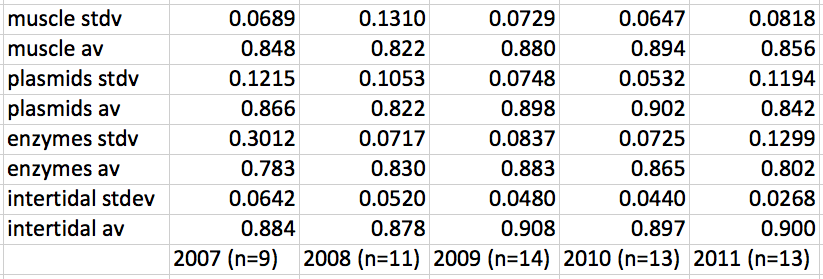 muscle stdv 0.0689 0.1310 0.0729 0.0647 0.0818
muscle av 0.848 0.822 0.880 0.894 0.856
plasmids stdv 0.1215 0.1053 0.0748 0.0532 0.1194
plasmids av 0.866 0.822 0.898 0.902 0.842
enzymes stdv 0.3012 0.0717 0.0837 0.0725 0.1299
enzymes av 0.783 0.830 0.883 0.865 0.802
intertidal stdev 0.0642 0.0520 0.0480 0.0440 0.0268
intertidal av 0.884 0.878 0.908 0.897 0.900
2007 (n=9) 2008 (n=11) 2009 (n=14) 2010 (n=13) 2011 (n=13)